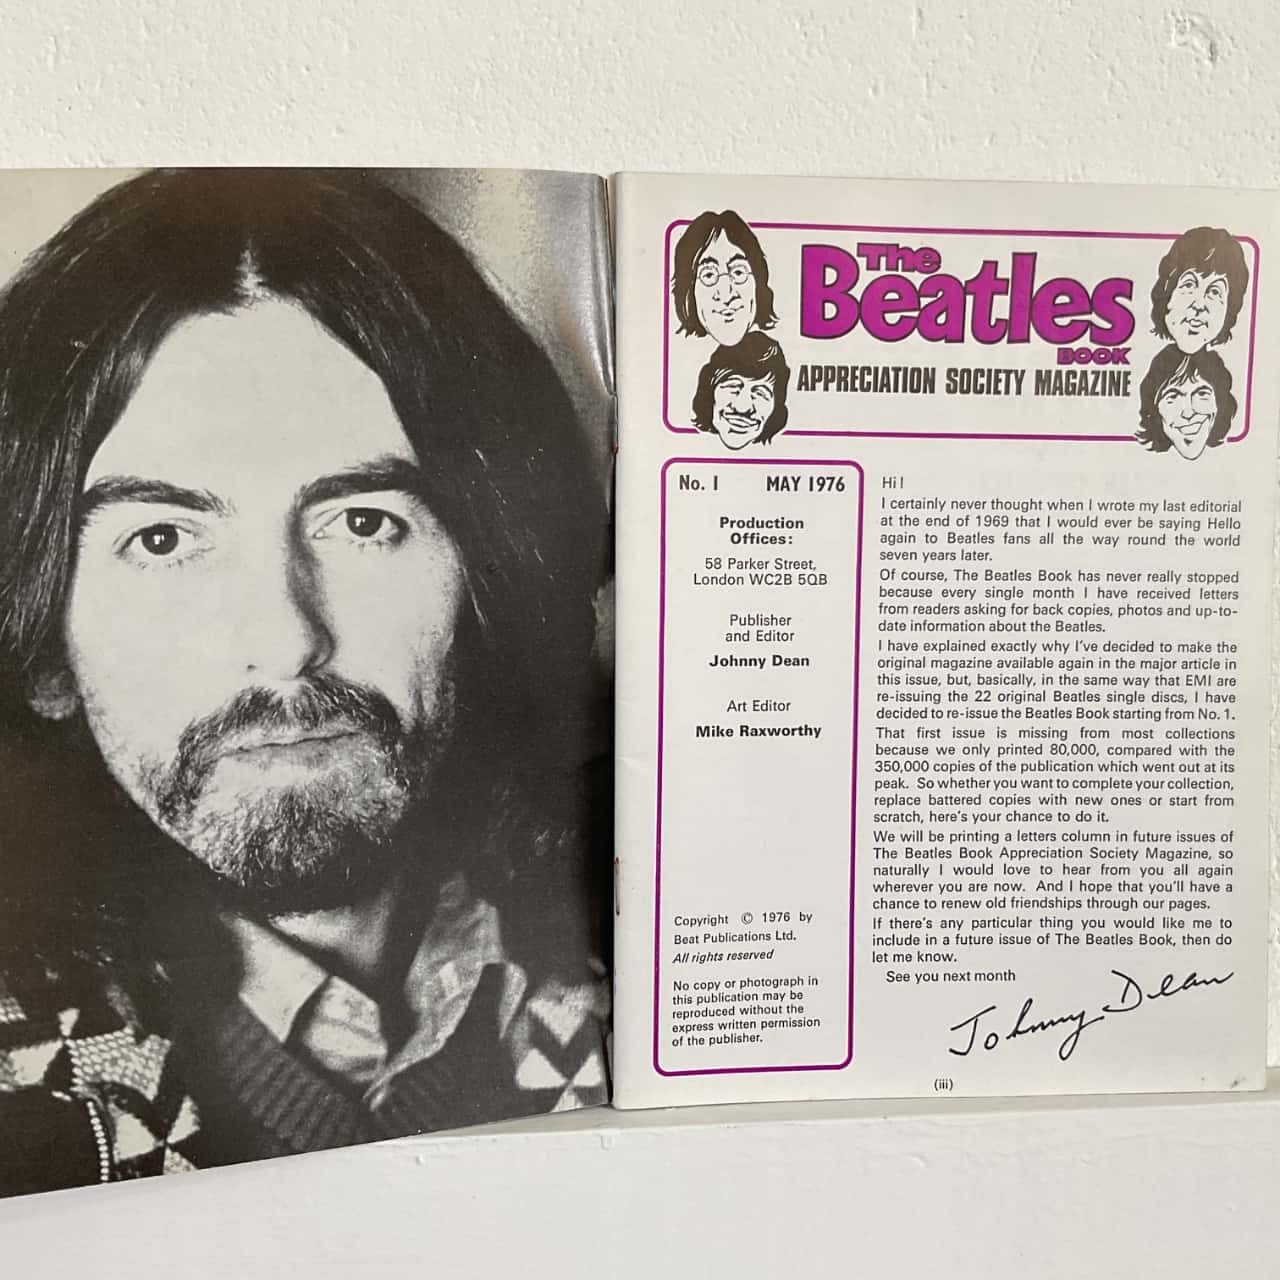 The
Beatles
BOOK
APPRECIATION SOCIETY MAGAZINE
No. 1 MAY 1976
Production
Offices:
58 Parker Street,
London WC2B 5QB
Publisher
and Editor
Johnny Dean
Art Editor
Mike Raxworthy
Copyright © 1976 by
Beat Publications Ltd.
All rights reserved
No copy or photograph in
this publication may be
reproduced without the
express written permission
of the publisher.
Hi!
I certainly never thought when I wrote my last editorial
at the end of 1969 that I would ever be saying Hello
again to Beatles fans all the way round the world
seven years later.
Of course, The Beatles Book has never really stopped
because every single month I have received letters
from readers asking for back copies, photos and up-to-
date information about the Beatles.
I have explained exactly why I've decided to make the
original magazine available again in the major article in
this issue, but, basically, in the same way that EMI are
re-issuing the 22 original Beatles single discs, I have
decided to re-issue the Beatles Book starting from No. 1.
That first issue is missing from most collections
because we only printed 80,000, compared with the
350,000 copies of the publication which went out at its
peak. So whether you want to complete your collection,
replace battered copies with new ones or start from
scratch, here's your chance to do it.
We will be printing a letters column in future issues of
The Beatles Book Appreciation Society Magazine, so
naturally I would love to hear from you all again
wherever you are now. And I hope that you'll have a
chance to renew old friendships through our pages.
If there's any particular thing you would like me to
include in a future issue of The Beatles Book, then do
let me know.
See you next month
Johnny Dean
(iii)